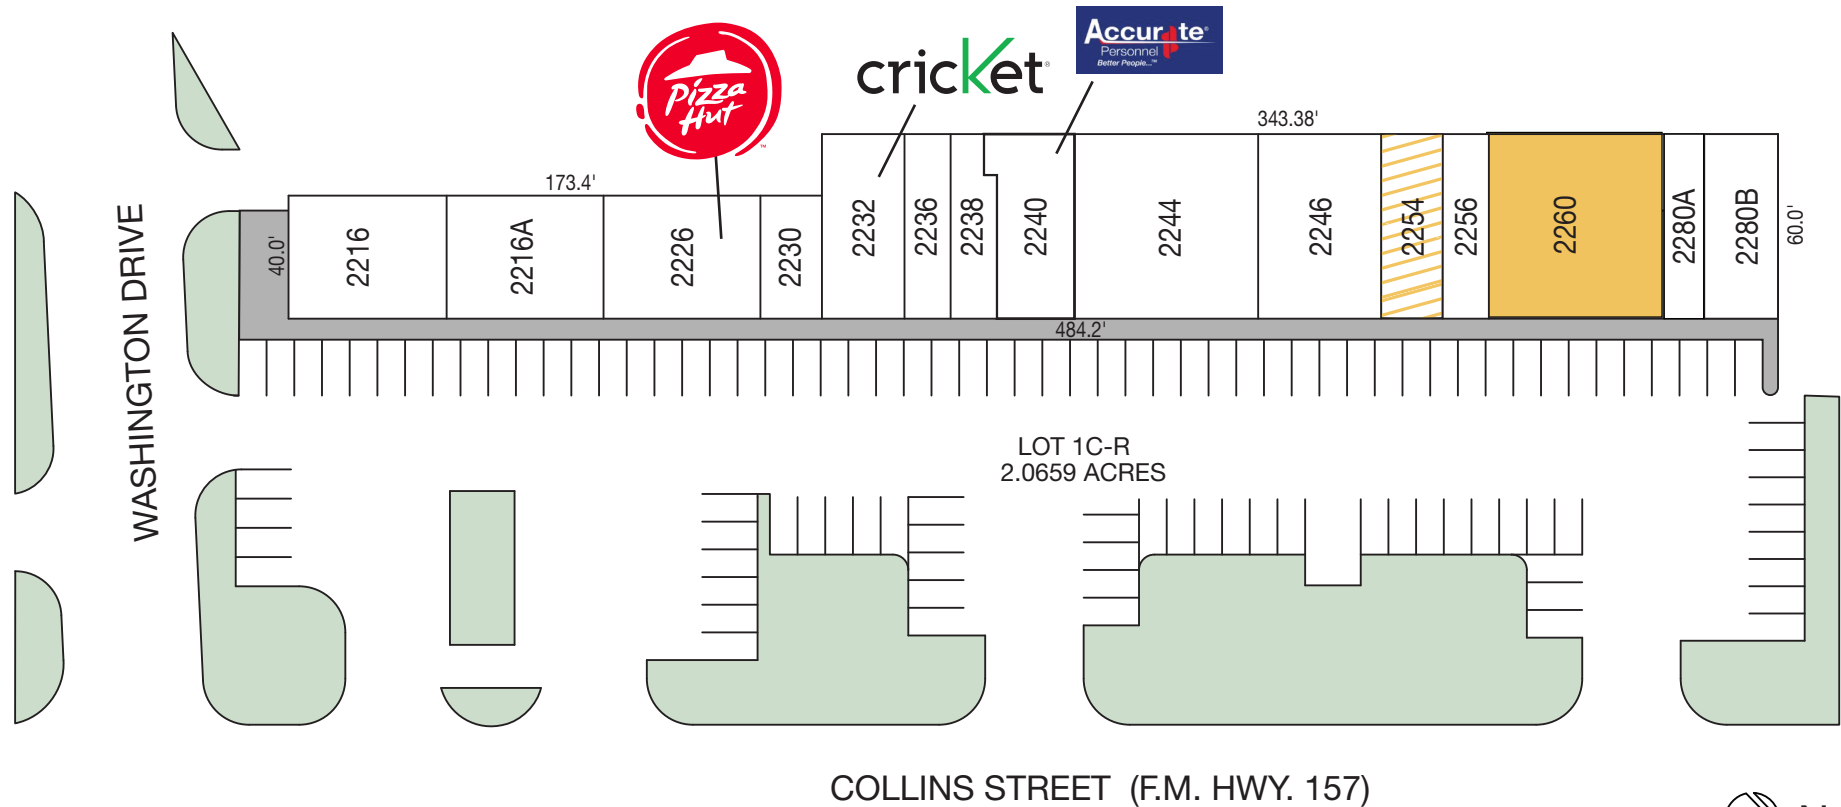 Pizza
Hut
™
cricket
Accurate®
Personnel
Better People...™
343.38'
173.4'
40.0'
2216
2216A
2226
2230
2232
2236
2238
2240
2244
2246
2254
2256
2260
2280A
2280B
60.0'
484.2'
WASHINGTON DRIVE
LOT 1C-R
2.0659 ACRES
COLLINS STREET (F.M. HWY. 157)